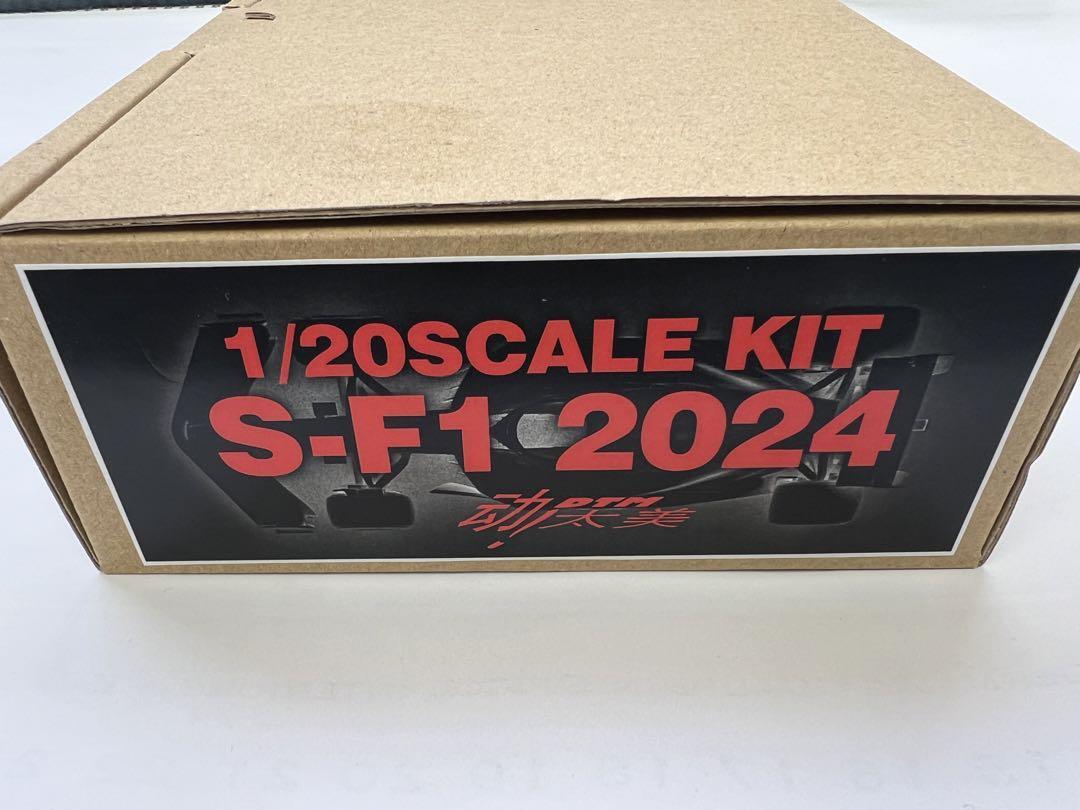 1/20SCALE KIT
S-F1 2024
动太美 DTM